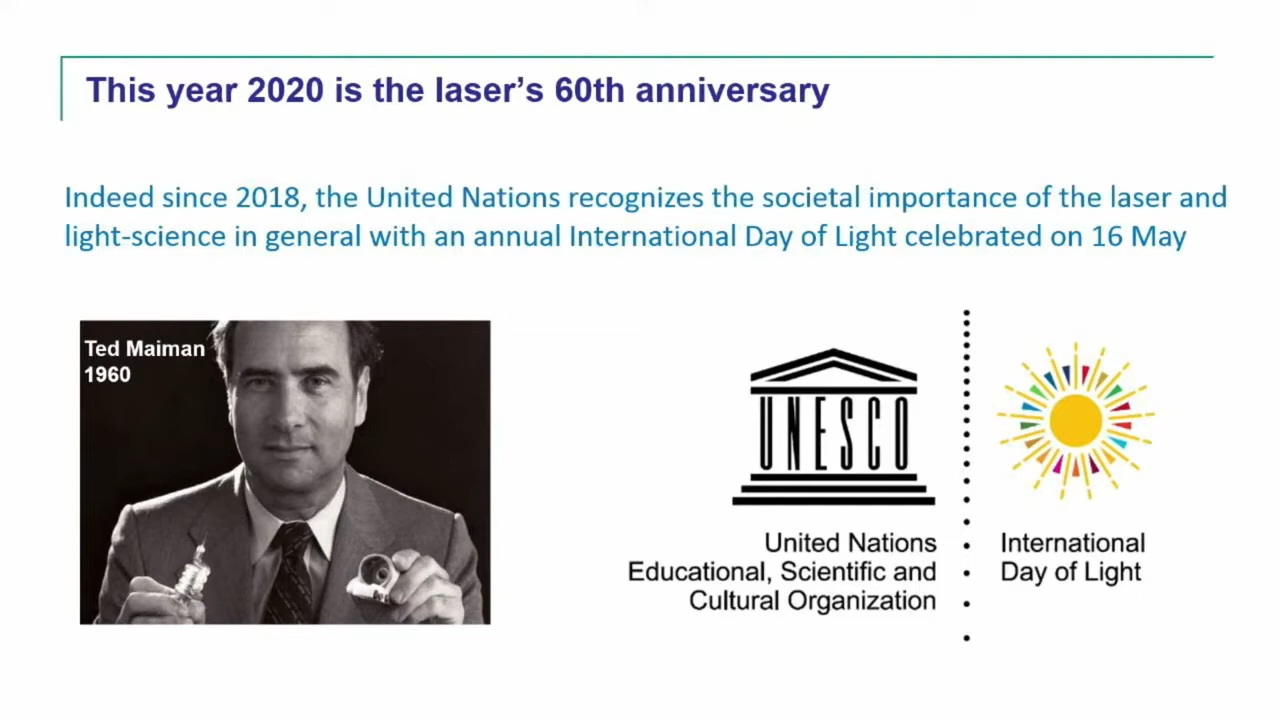 This year 2020 is the laser’s 60th anniversary
Indeed since 2018, the United Nations recognizes the societal importance of the laser and
light-science in general with an annual International Day of Light celebrated on 16 May
Ted Maiman
1960
UNESCO
United Nations
Educational, Scientific and
Cultural Organization
International
Day of Light